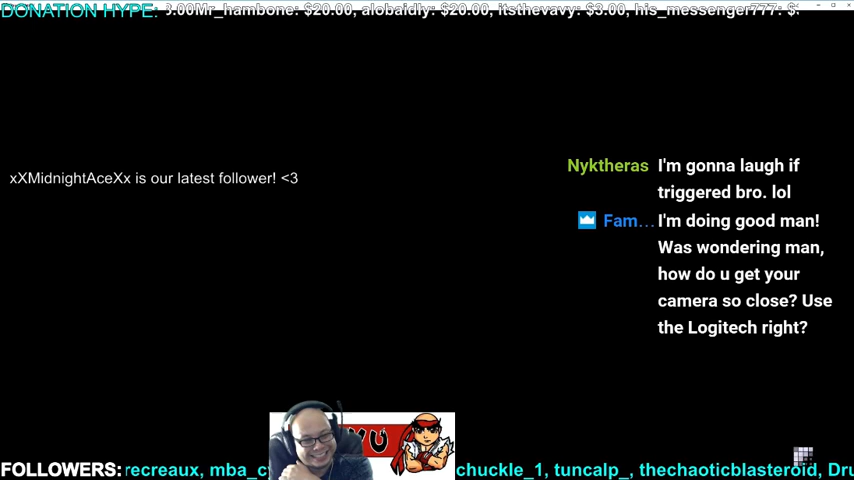 DONATION HYPE: 3.00Mr_hambone: $20.00, alobaidly: $20.00, itsthevavy: $3.00, his_messenger777: $
Nyktheras I'm gonna laugh if
triggered bro. lol
xXMidnightAceXx is our latest follower! <3
Fam... I'm doing good man!
Was wondering man,
how do u get your
camera so close? Use
the Logitech right?
YU
FOLLOWERS: recreaux, mba_c chuckle_1, tuncalp_, thechaoticblasteroid, Dru